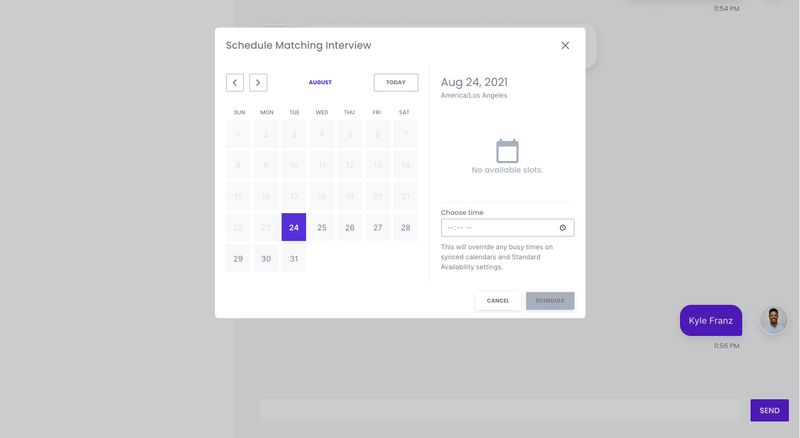 11:54 PM
Schedule Matching Interview
AUGUST
TODAY
SUN MON TUE WED THU FRI SAT
1 2 3 4 5 6 7
8 9 10 11 12 13 14
15 16 17 18 19 20 21
22 23 24 25 26 27 28
29 30 31
Aug 24, 2021
America/Los Angeles
No available slots.
Choose time
--:-- --
This will override any busy times on
synced calendars and Standard
Availability settings.
CANCEL
SCHEDULE
Kyle Franz
11:56 PM
SEND